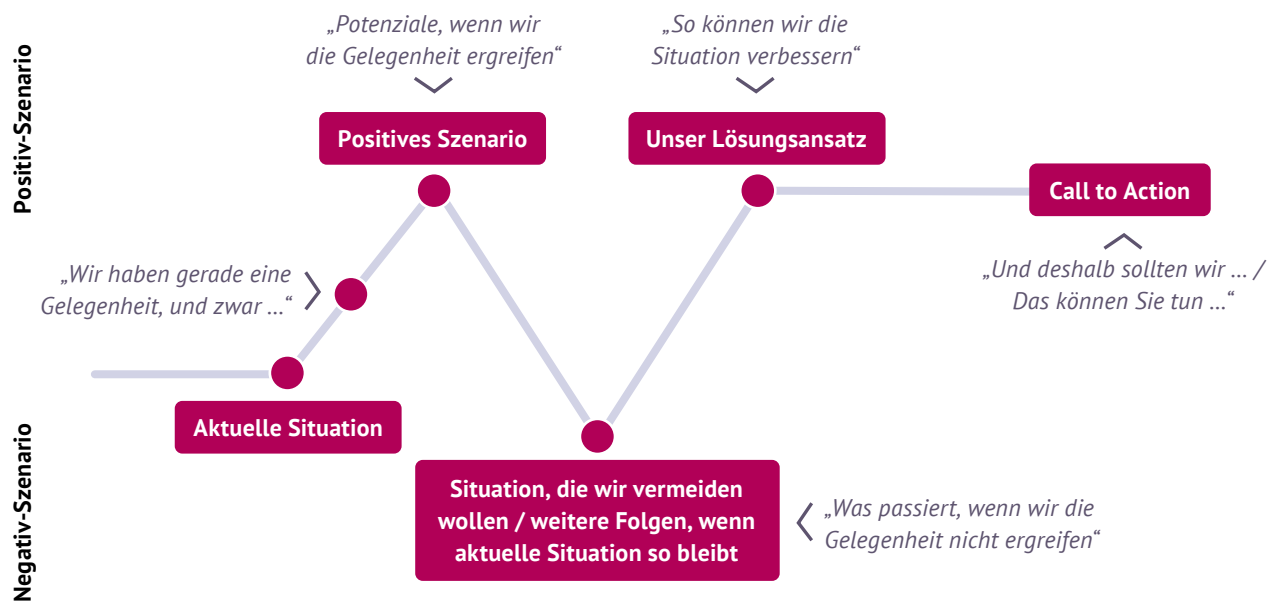 Positiv-Szenario
Negativ-Szenario
„Potenziale, wenn wir
die Gelegenheit ergreifen“
Positives Szenario
„So können wir die
Situation verbessern“
Unser Lösungsansatz
Call to Action
„Und deshalb sollten wir ... /
Das können Sie tun ...“
„Wir haben gerade eine
Gelegenheit, und zwar ...“
Aktuelle Situation
Situation, die wir vermeiden
wollen / weitere Folgen, wenn
aktuelle Situation so bleibt
„Was passiert, wenn wir die
Gelegenheit nicht ergreifen“